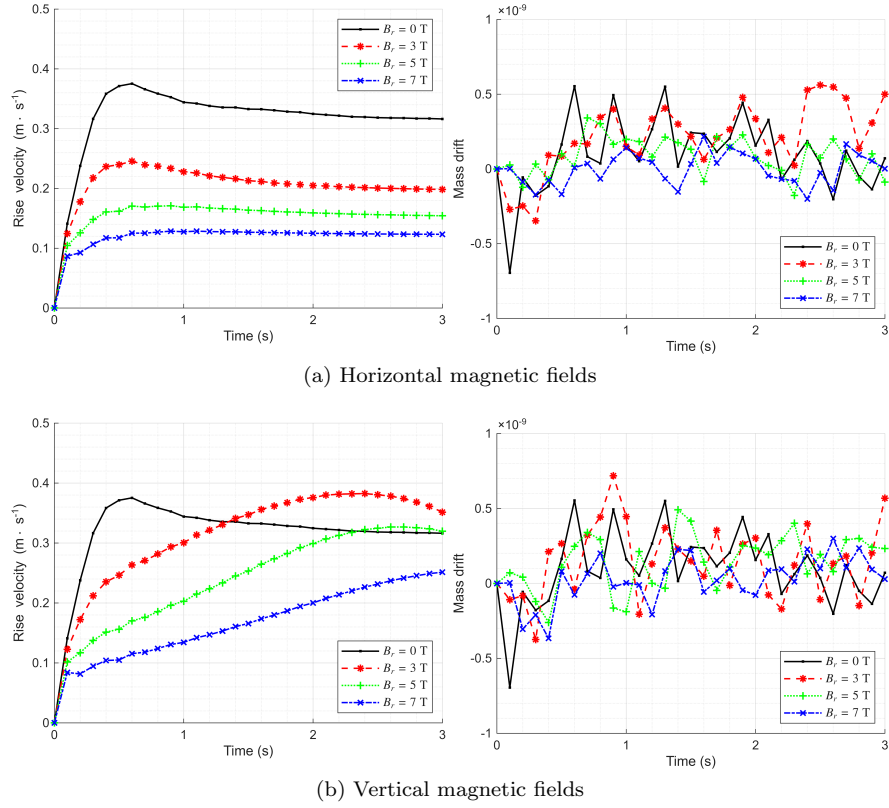 0.5
0.4
0.3
0.2
0.1
0
0 1 2 3
Rise velocity (m · s⁻¹)
Time (s)
B_r = 0 T
B_r = 3 T
B_r = 5 T
B_r = 7 T
×10⁻⁹
1
0.5
0
-0.5
-1
0 1 2 3
Mass drift
Time (s)
B_r = 0 T
B_r = 3 T
B_r = 5 T
B_r = 7 T
(a) Horizontal magnetic fields
0.5
0.4
0.3
0.2
0.1
0
0 1 2 3
Rise velocity (m · s⁻¹)
Time (s)
B_r = 0 T
B_r = 3 T
B_r = 5 T
B_r = 7 T
×10⁻⁹
1
0.5
0
-0.5
-1
0 1 2 3
Mass drift
Time (s)
B_r = 0 T
B_r = 3 T
B_r = 5 T
B_r = 7 T
(b) Vertical magnetic fields